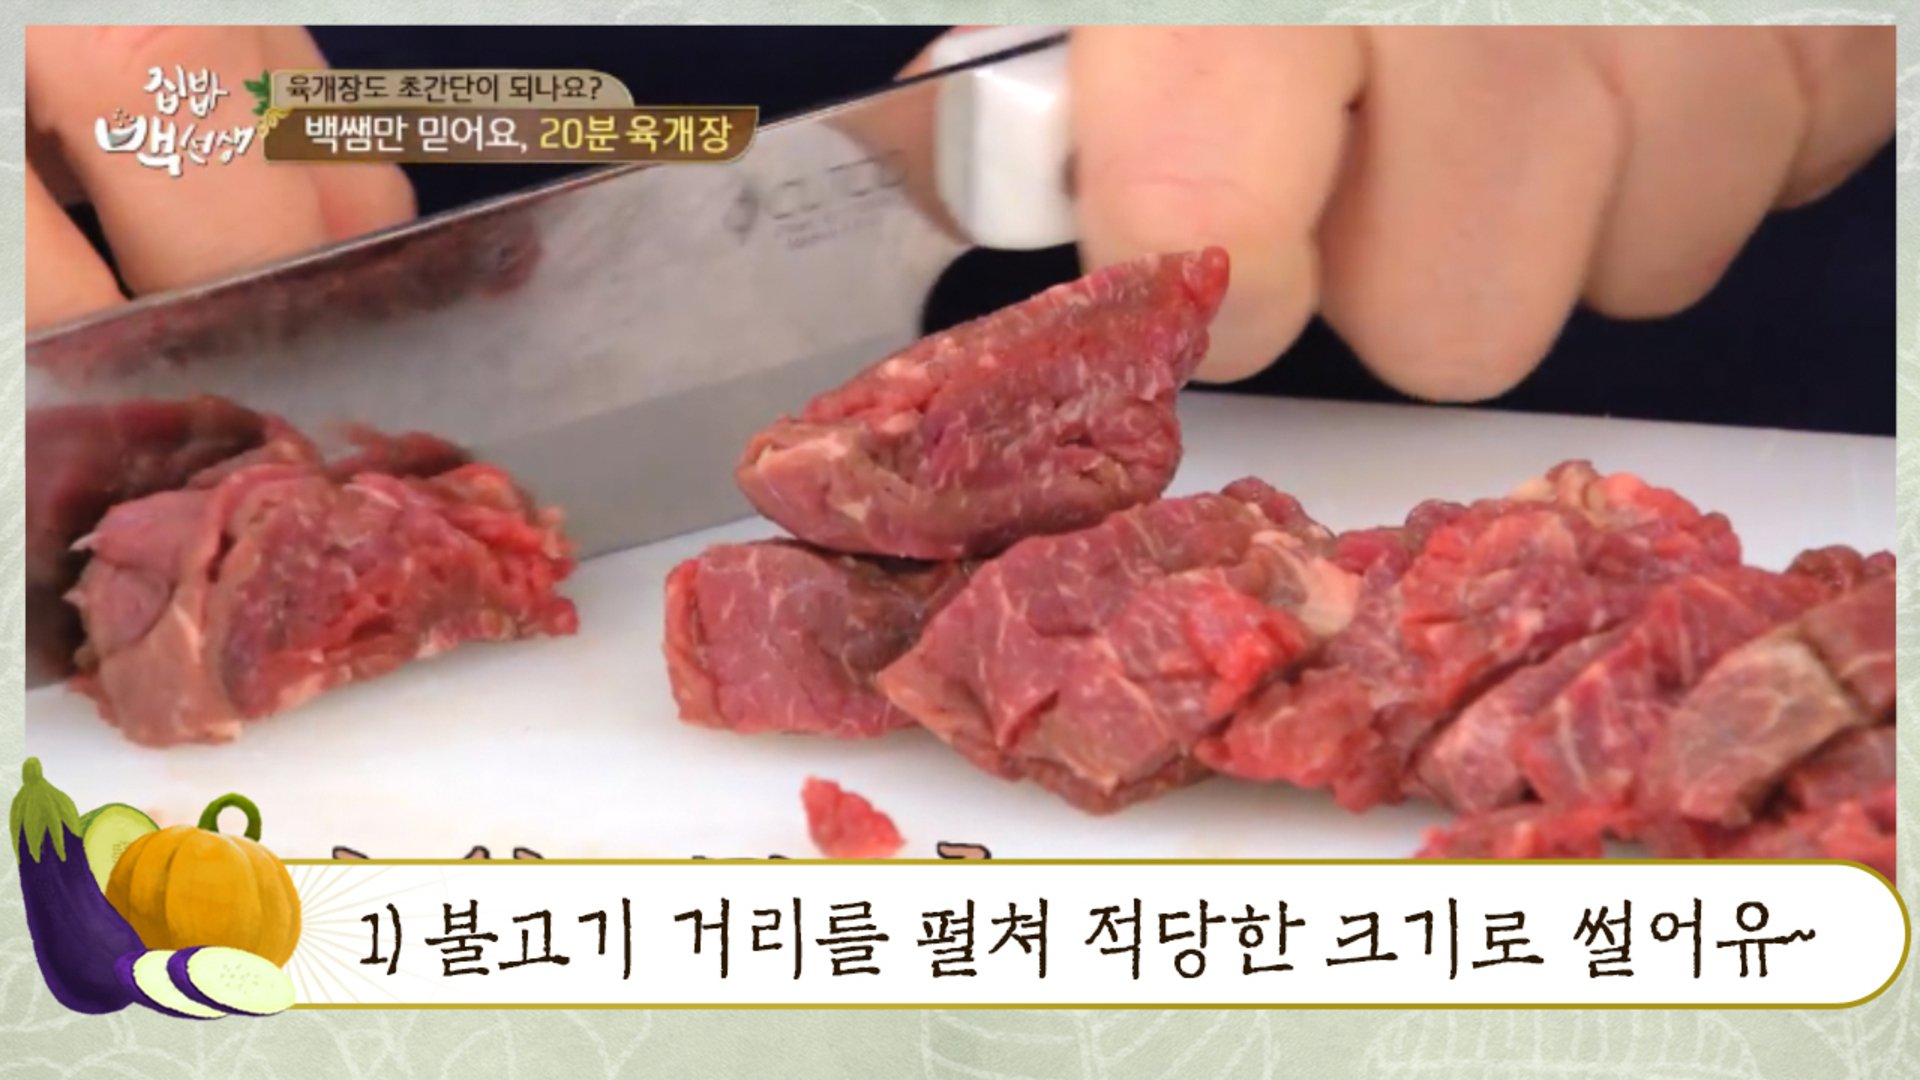 집밥
백선생
육개장도 초간단이 되나요?
백쌤만 믿어요, 20분 육개장
1) 불고기 거리를 펼쳐 적당한 크기로 썰어유~